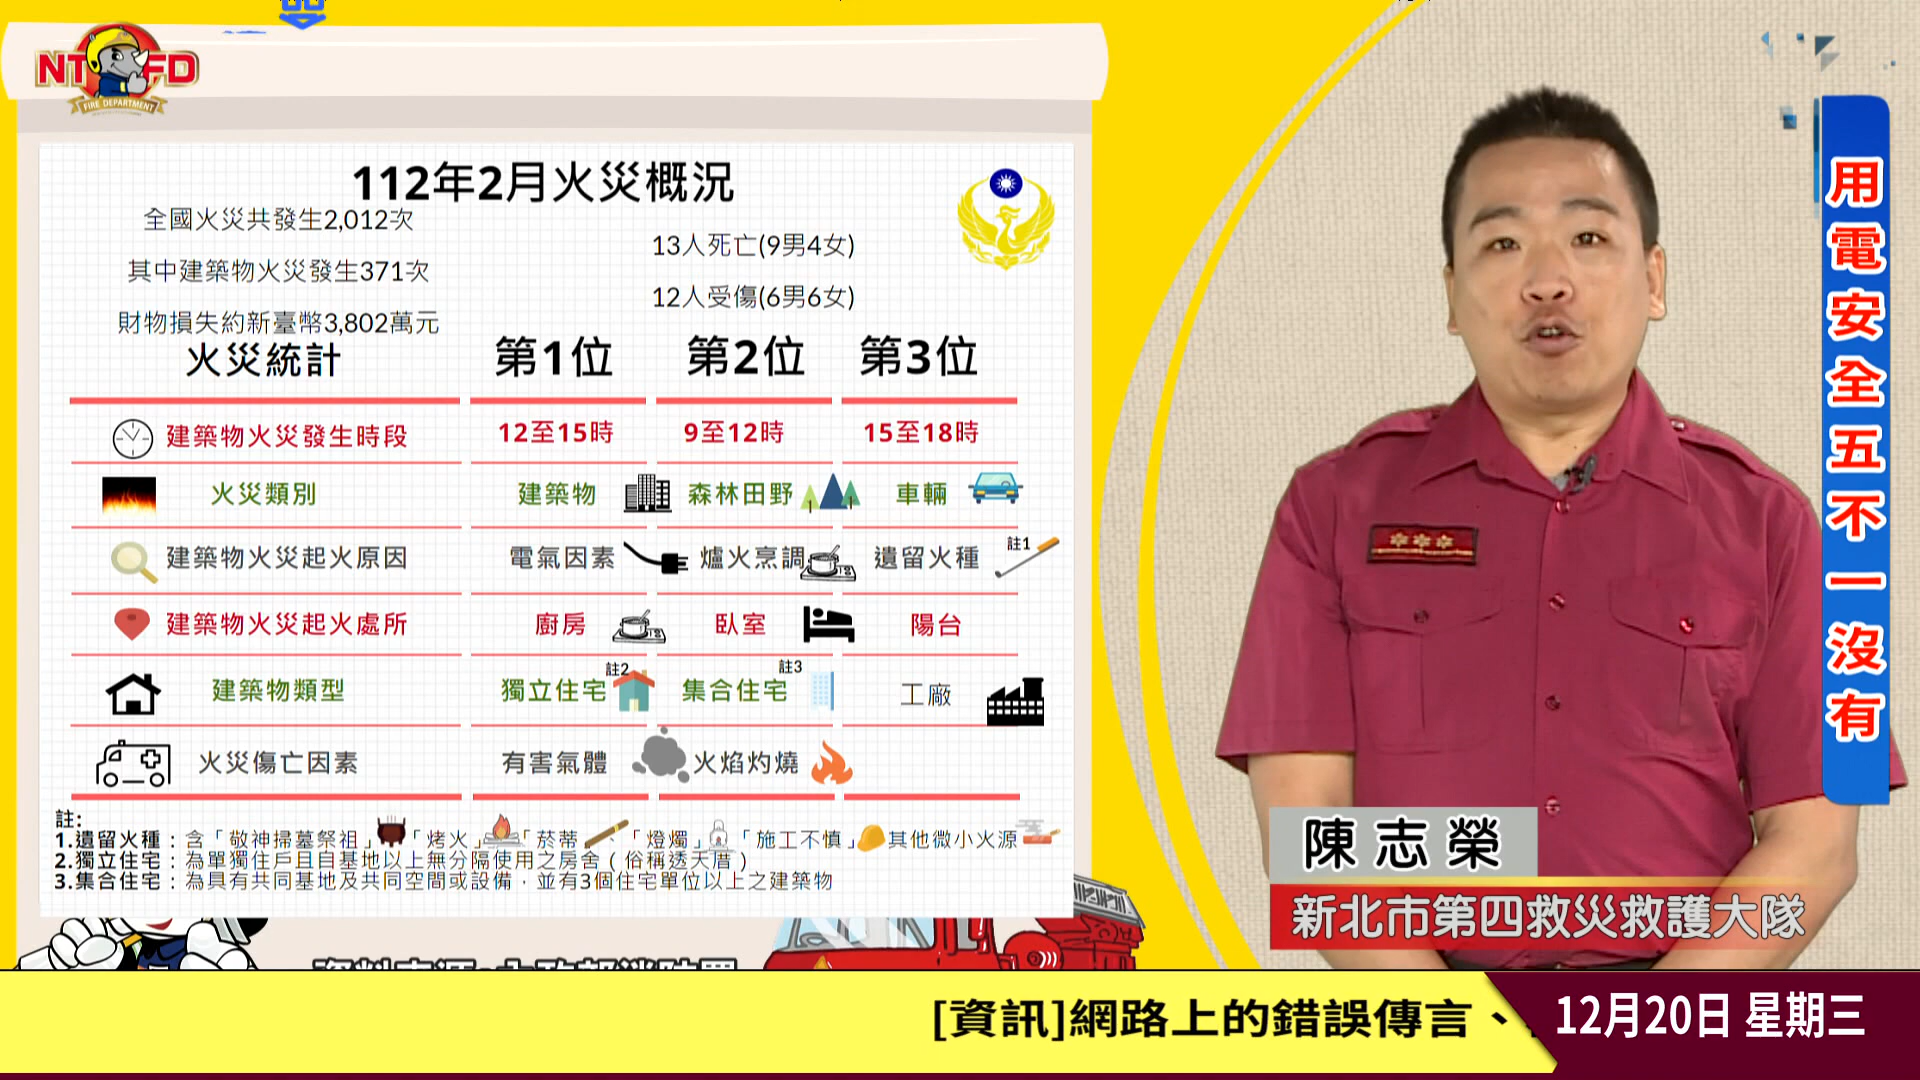 NTFD
FIRE DEPARTMENT
112年2月火災概況
全國火災共發生2,012次
其中建築物火災發生371次
財物損失約新臺幣3,802萬元
13人死亡(9男4女)
12人受傷(6男6女)
火災統計 第1位 第2位 第3位
建築物火災發生時段 12至15時 9至12時 15至18時
火災類別 建築物 森林田野 車輛
建築物火災起火原因 電氣因素 爐火烹調 遺留火種 註1
建築物火災起火處所 廚房 臥室 陽台
建築物類型 獨立住宅 註2 集合住宅 註3 工廠
火災傷亡因素 有害氣體 火焰灼燒
註:
1.遺留火種：含「敬神掃墓祭祖」「烤火」「菸蒂」、「燈燭」「施工不慎」其他微小火源
2.獨立住宅：為單獨住戶且自基地以上無分隔使用之房舍(俗稱透天厝)
3.集合住宅：為具有共同基地及共同空間或設備，並有3個住宅單位以上之建築物
用電安全五不一沒有
陳志榮
新北市第四救災救護大隊
[資訊]網路上的錯誤傳言、
12月20日 星期三